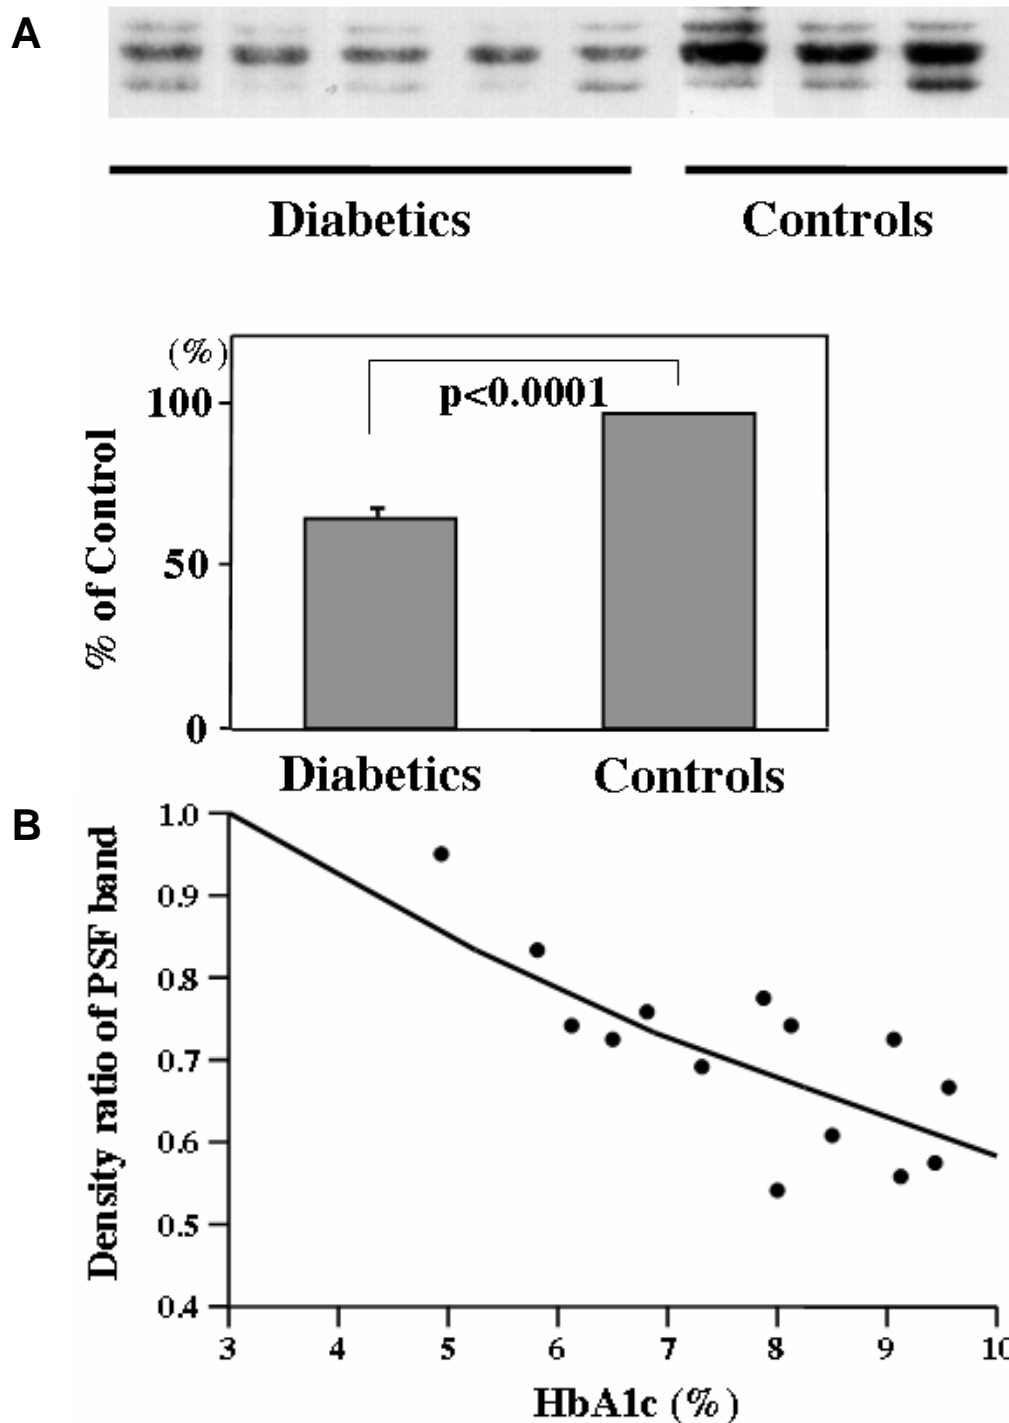 A
Diabetics Controls
(%)
p<0.0001
100
50
0
% of Control
Diabetics Controls
B
1.0
0.9
0.8
0.7
0.6
0.5
0.4
Density ratio of PSF band
3 4 5 6 7 8 9 10
HbA1c (%)